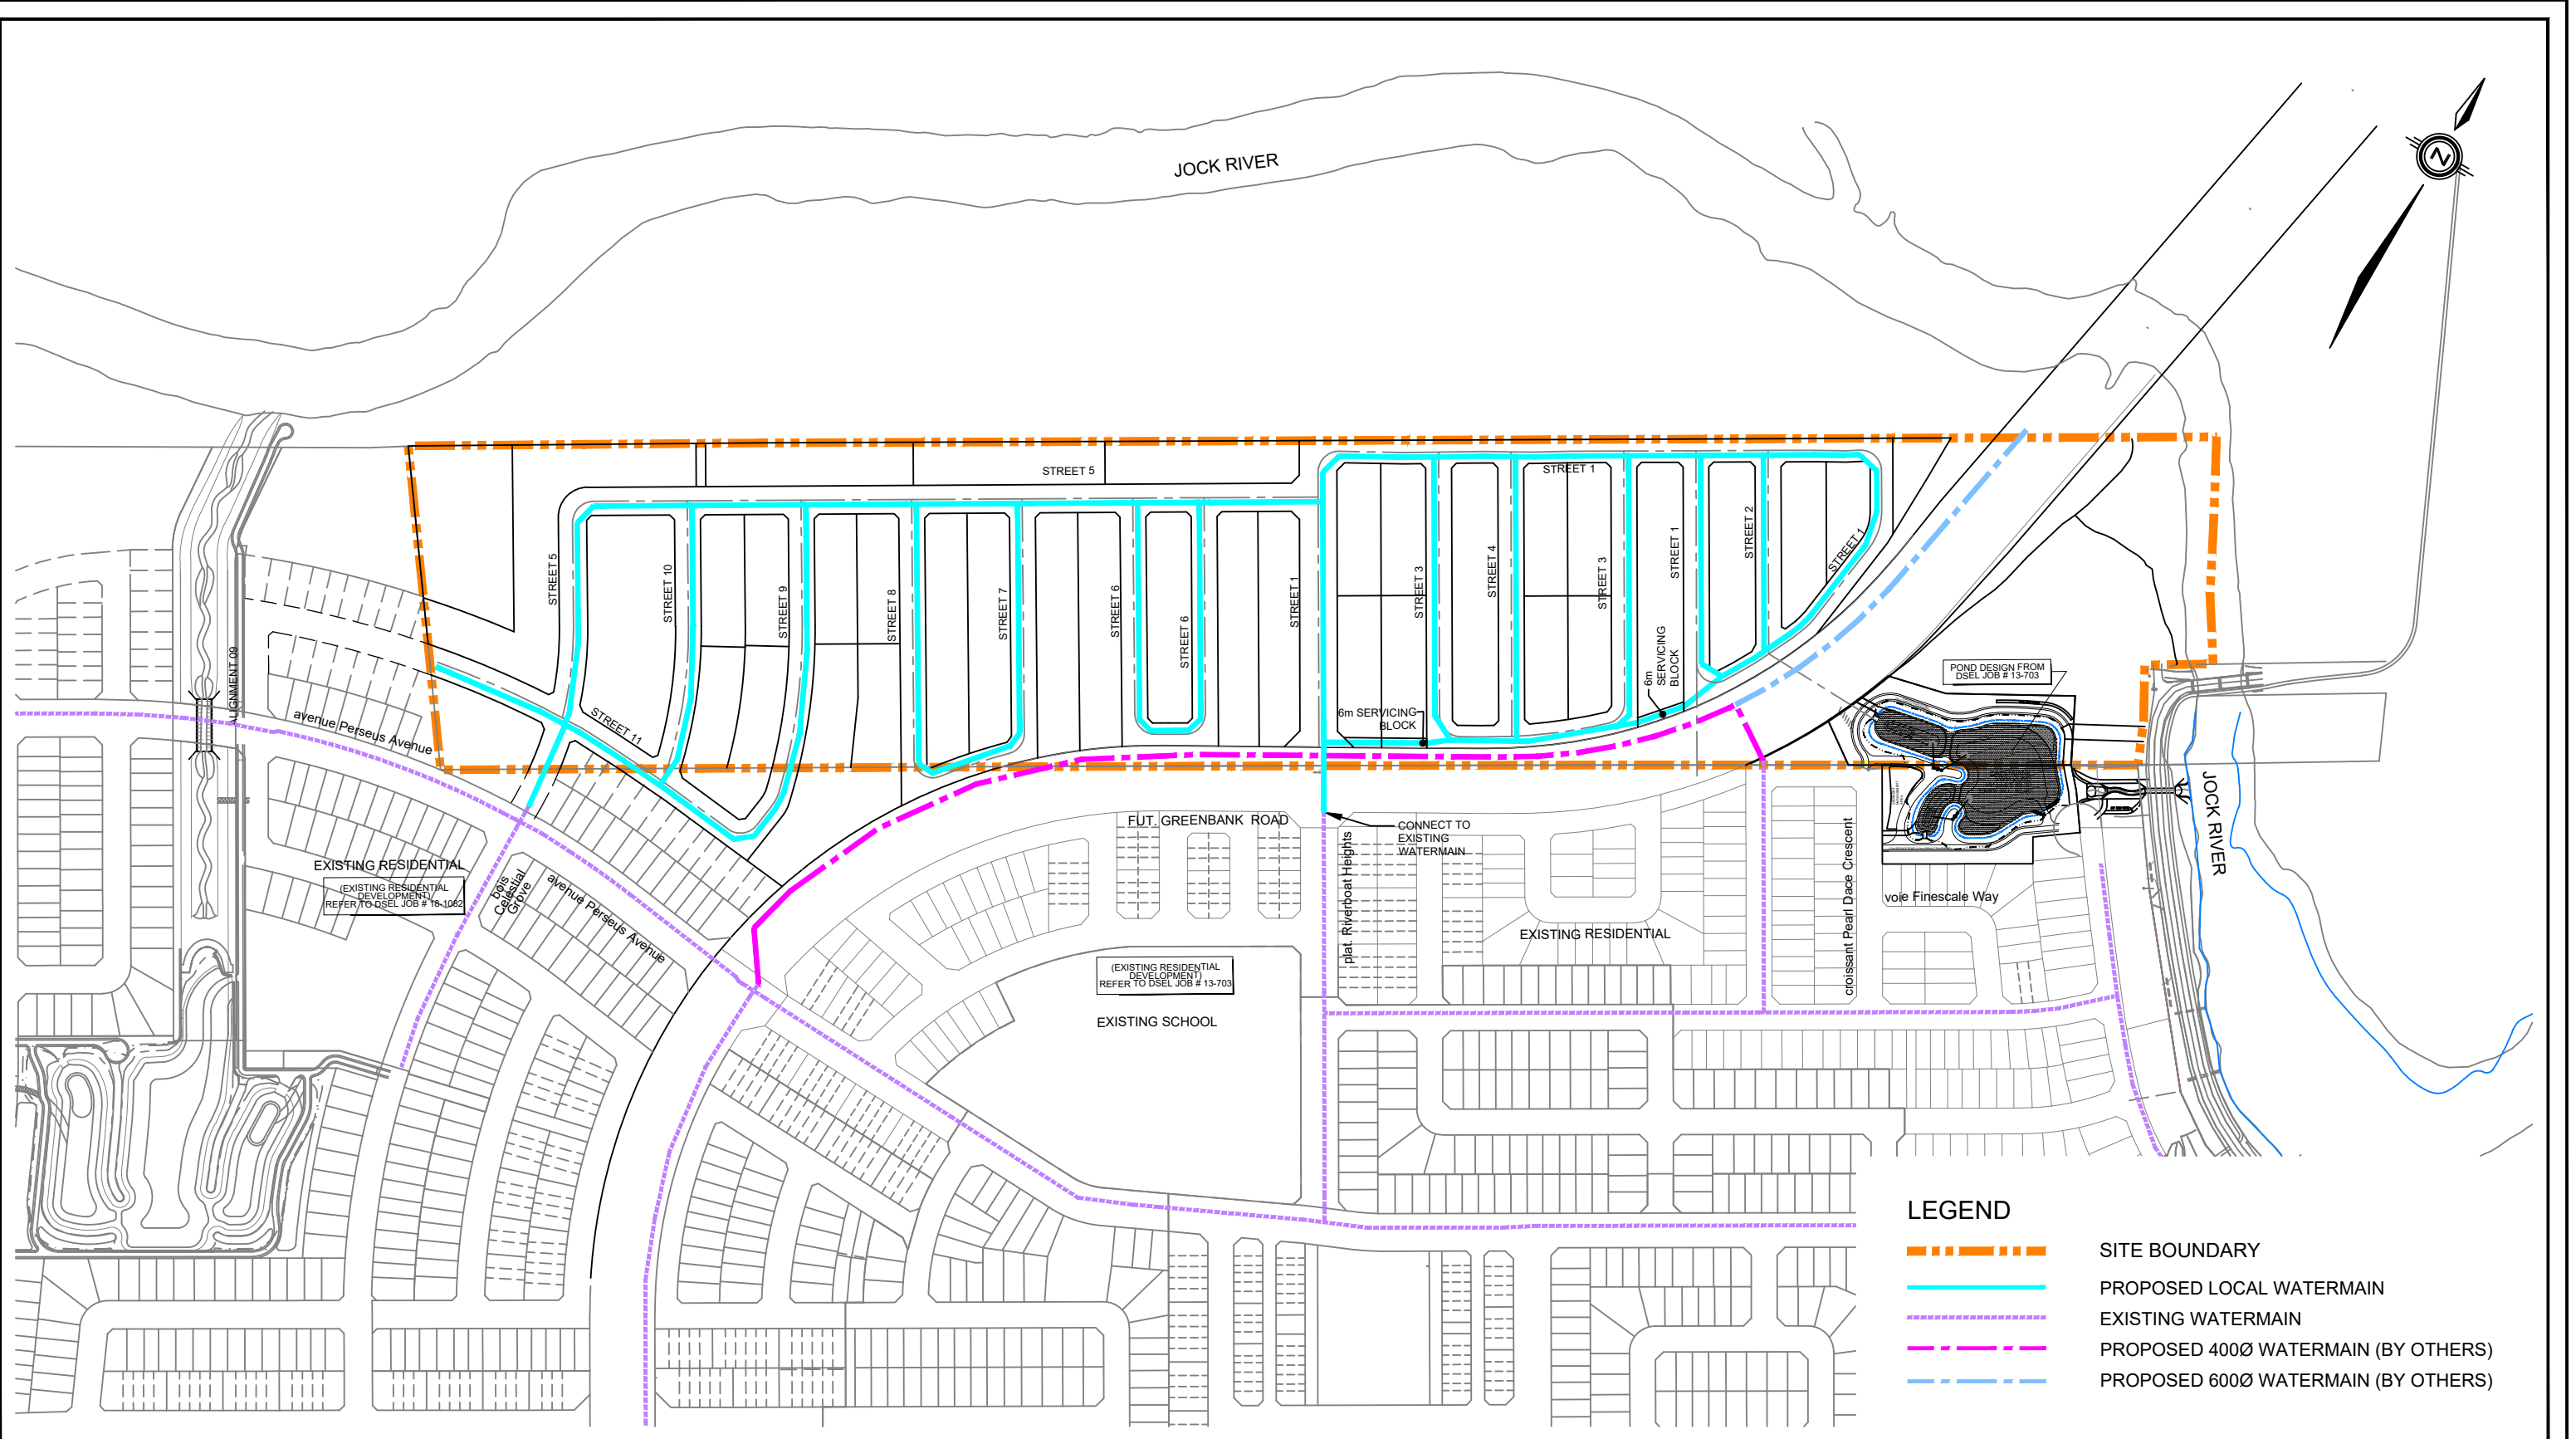 JOCK RIVER
N
STREET 5
STREET 1
STREET 5
STREET 10
STREET 9
STREET 8
STREET 7
STREET 6
STREET 6
STREET 1
STREET 3
STREET 4
STREET 3
STREET 1
STREET 2
STREET 1
6m
SERVICING
BLOCK
6m SERVICING
BLOCK
STREET 11
POND DESIGN FROM
DSEL JOB # 13-703
ALIGNMENT 09
avenue Perseus Avenue
JOCK RIVER
FUT. GREENBANK ROAD
CONNECT TO
EXISTING
WATERMAIN
plat. Riverboat Heights
croissant Pearl Dace Crescent
voie Finescale Way
EXISTING RESIDENTIAL
(EXISTING RESIDENTIAL
DEVELOPMENT)
REFER TO DSEL JOB # 18-1082
bois
Celestial
Grove
avenue Perseus Avenue
EXISTING RESIDENTIAL
(EXISTING RESIDENTIAL
DEVELOPMENT)
REFER TO DSEL JOB # 13-703
EXISTING SCHOOL
LEGEND
SITE BOUNDARY
PROPOSED LOCAL WATERMAIN
EXISTING WATERMAIN
PROPOSED 400Ø WATERMAIN (BY OTHERS)
PROPOSED 600Ø WATERMAIN (BY OTHERS)